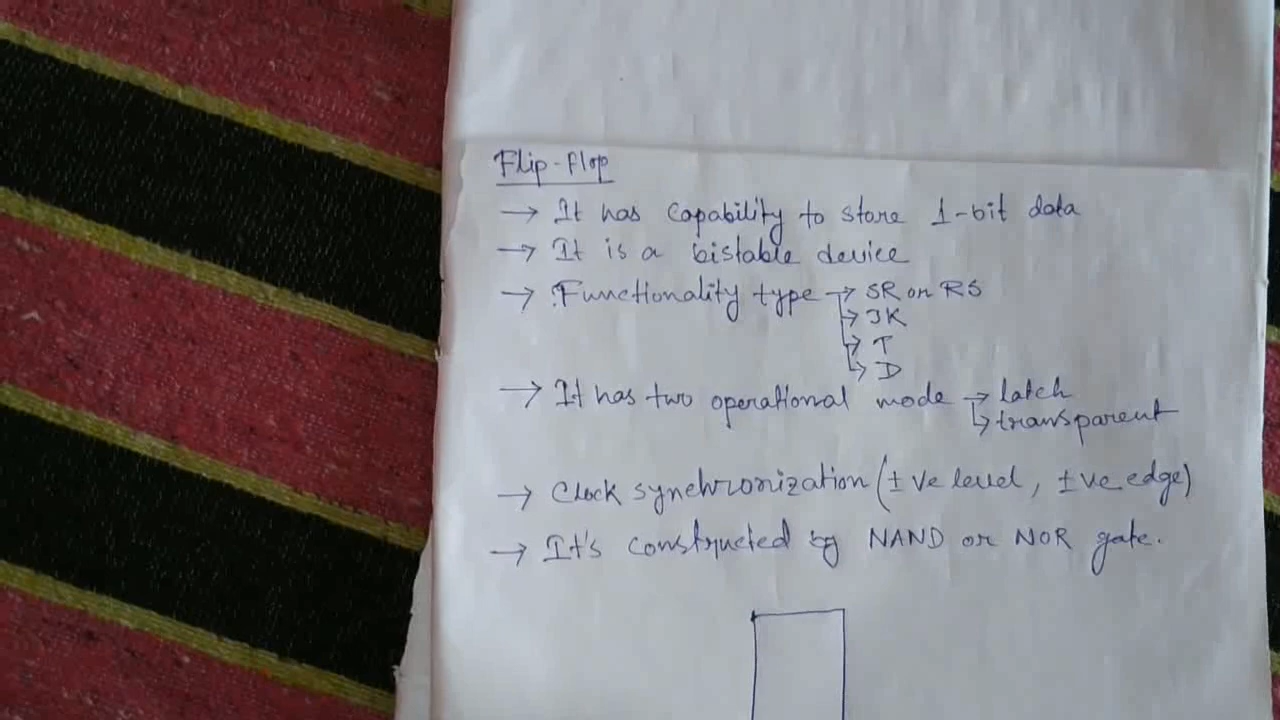 Flip-flop
→ It has capability to store 1-bit data
→ It is a bistable device
→ Functionality type → SR or RS
→ JK
→ T
→ D
→ It has two operational mode → latch
→ transparent
→ Clock synchronization (±ve level, ±ve edge)
→ It's constructed by NAND or NOR gate.